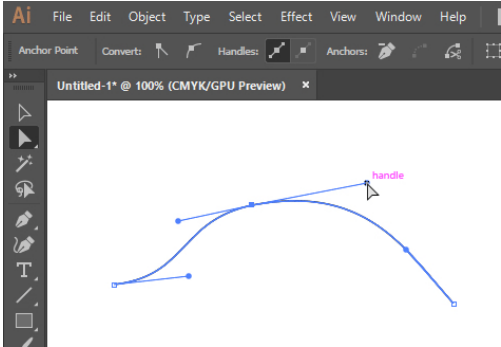 Ai File Edit Object Type Select Effect View Window Help
Anchor Point Convert: Handles: Anchors:
Untitled-1* @ 100% (CMYK/GPU Preview) ×
handle